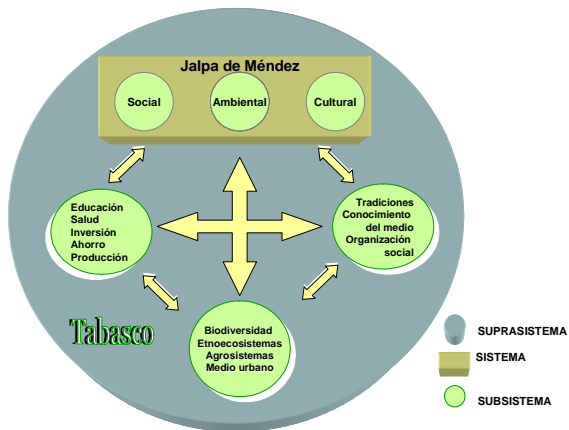 Jalpa de Méndez
Social
Ambiental
Cultural
Educación
Salud
Inversión
Ahorro
Producción
Tradiciones
Conocimiento
del medio
Organización
social
Biodiversidad
Etnoecosistemas
Agrosistemas
Medio urbano
Tabasco
SUPRASISTEMA
SISTEMA
SUBSISTEMA